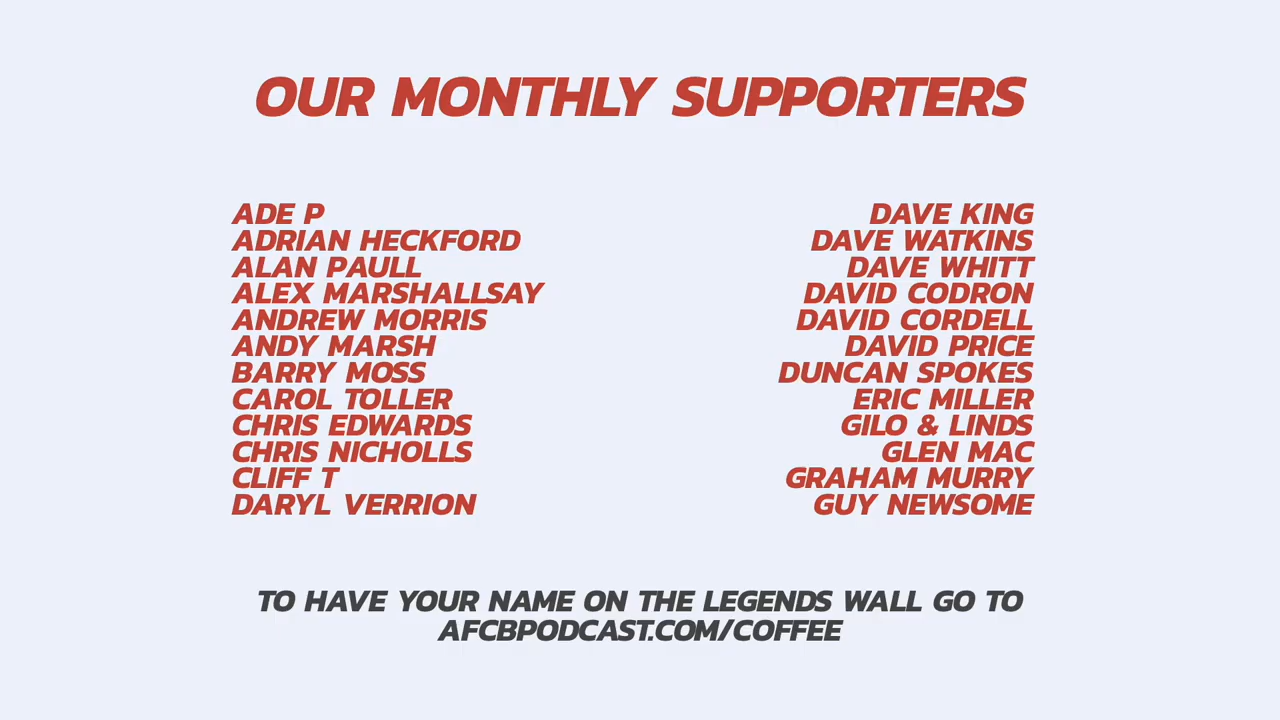 OUR MONTHLY SUPPORTERS
ADE P
ADRIAN HECKFORD
ALAN PAULL
ALEX MARSHALLSAY
ANDREW MORRIS
ANDY MARSH
BARRY MOSS
CAROL TOLLER
CHRIS EDWARDS
CHRIS NICHOLLS
CLIFF T
DARYL VERRION
DAVE KING
DAVE WATKINS
DAVE WHITT
DAVID CODRON
DAVID CORDELL
DAVID PRICE
DUNCAN SPOKES
ERIC MILLER
GILO & LINDS
GLEN MAC
GRAHAM MURRY
GUY NEWSOME
TO HAVE YOUR NAME ON THE LEGENDS WALL GO TO
AFCBPODCAST.COM/COFFEE